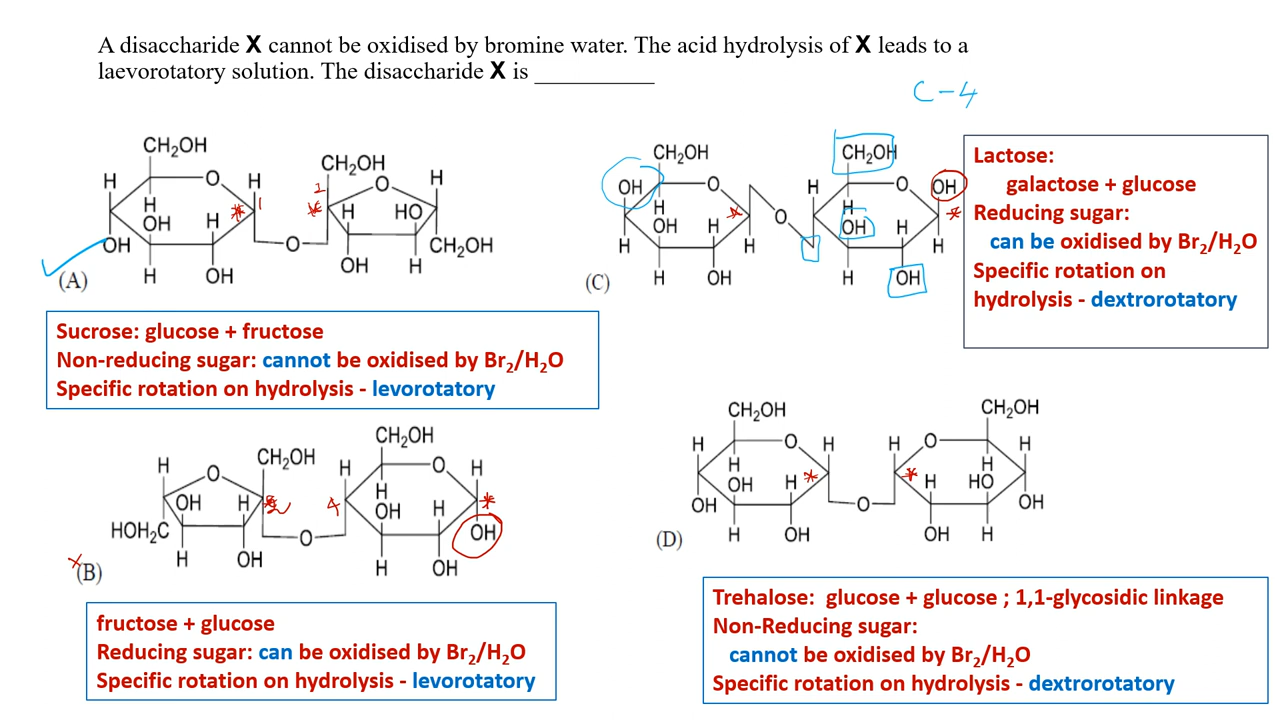 A disaccharide X cannot be oxidised by bromine water. The acid hydrolysis of X leads to a
laevorotatory solution. The disaccharide X is __________
C-4
CH₂OH
H O H
H
OH H
OH
H OH
O
(A)
1
CH₂OH
O H
H HO
CH₂OH
OH H
Sucrose: glucose + fructose
Non-reducing sugar: cannot be oxidised by Br₂/H₂O
Specific rotation on hydrolysis - levorotatory
CH₂OH
OH O
H
OH H
H H
H OH
O
(C)
CH₂OH
H O OH
H
OH H
H
H OH
Lactose:
galactose + glucose
Reducing sugar:
can be oxidised by Br₂/H₂O
Specific rotation on
hydrolysis - dextrorotatory
H O CH₂OH
OH H
HOH₂C
H OH
O
2
4
(B)
CH₂OH
H O H
H
OH H
OH
H OH
fructose + glucose
Reducing sugar: can be oxidised by Br₂/H₂O
Specific rotation on hydrolysis - levorotatory
CH₂OH
H O H
H
OH H
OH
H OH
O
(D)
CH₂OH
H O H
H
H HO
OH
OH H
Trehalose: glucose + glucose ; 1,1-glycosidic linkage
Non-Reducing sugar:
cannot be oxidised by Br₂/H₂O
Specific rotation on hydrolysis - dextrorotatory